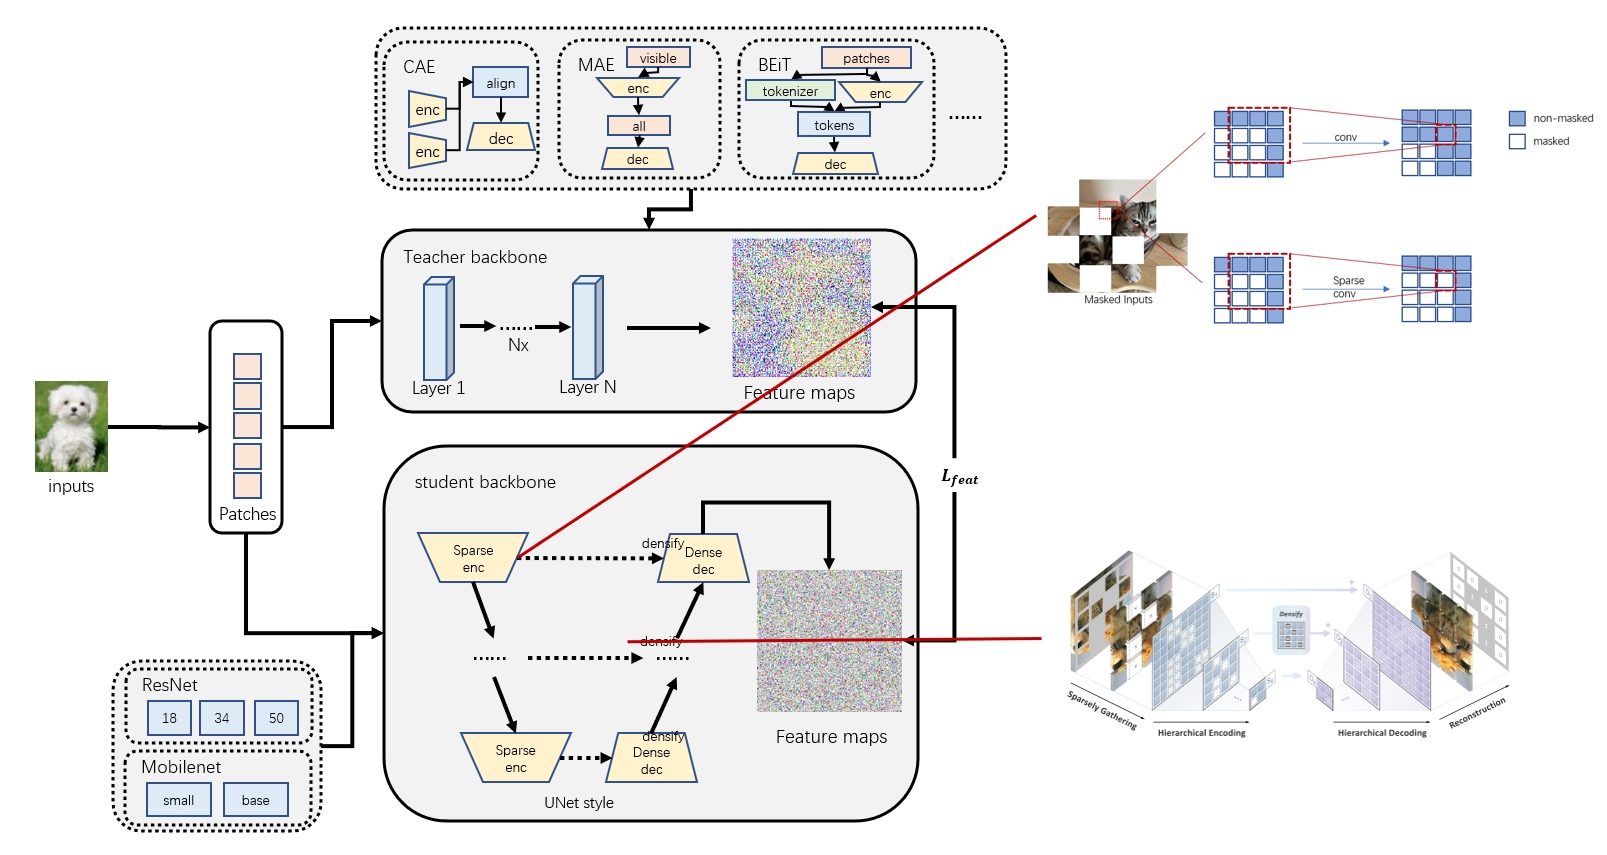 CAE
align
enc
enc
dec
MAE
visible
enc
all
dec
BEiT
patches
tokenizer
enc
tokens
dec
......
Teacher backbone
Layer 1
......
Nx
Layer N
Feature maps
inputs
Patches
student backbone
Sparse
enc
densify
Dense
dec
......
densify
......
Sparse
enc
densify
Dense
dec
UNet style
Feature maps
L feat
ResNet
18
34
50
Mobilenet
small
base
Masked Inputs
conv
non-masked
masked
Sparse
conv
Densify
Sparsely Gathering
Hierarchical Encoding
Hierarchical Decoding
Reconstruction